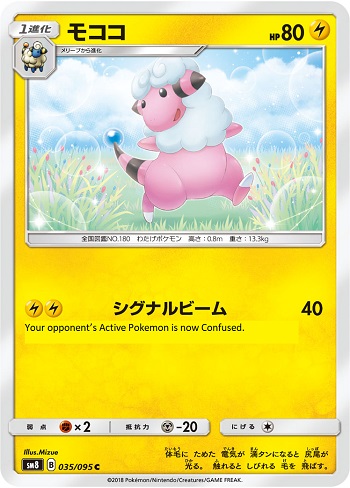 1進化 モココ HP 80
メリープから進化
全国図鑑NO.180 わたげポケモン 高さ:0.8m 重さ:13.3kg
シグナルビーム 40
Your opponent's Active Pokemon is now Confused.
弱点 ×2 抵抗力 -20 にげる
Illus.Mizue
体毛に ためた 電気が 満タンになると 尻尾が
光る。 触れると しびれる 毛を 飛ばす。
sm8 B 035/095 C
©2018 Pokémon/Nintendo/Creatures/GAME FREAK.